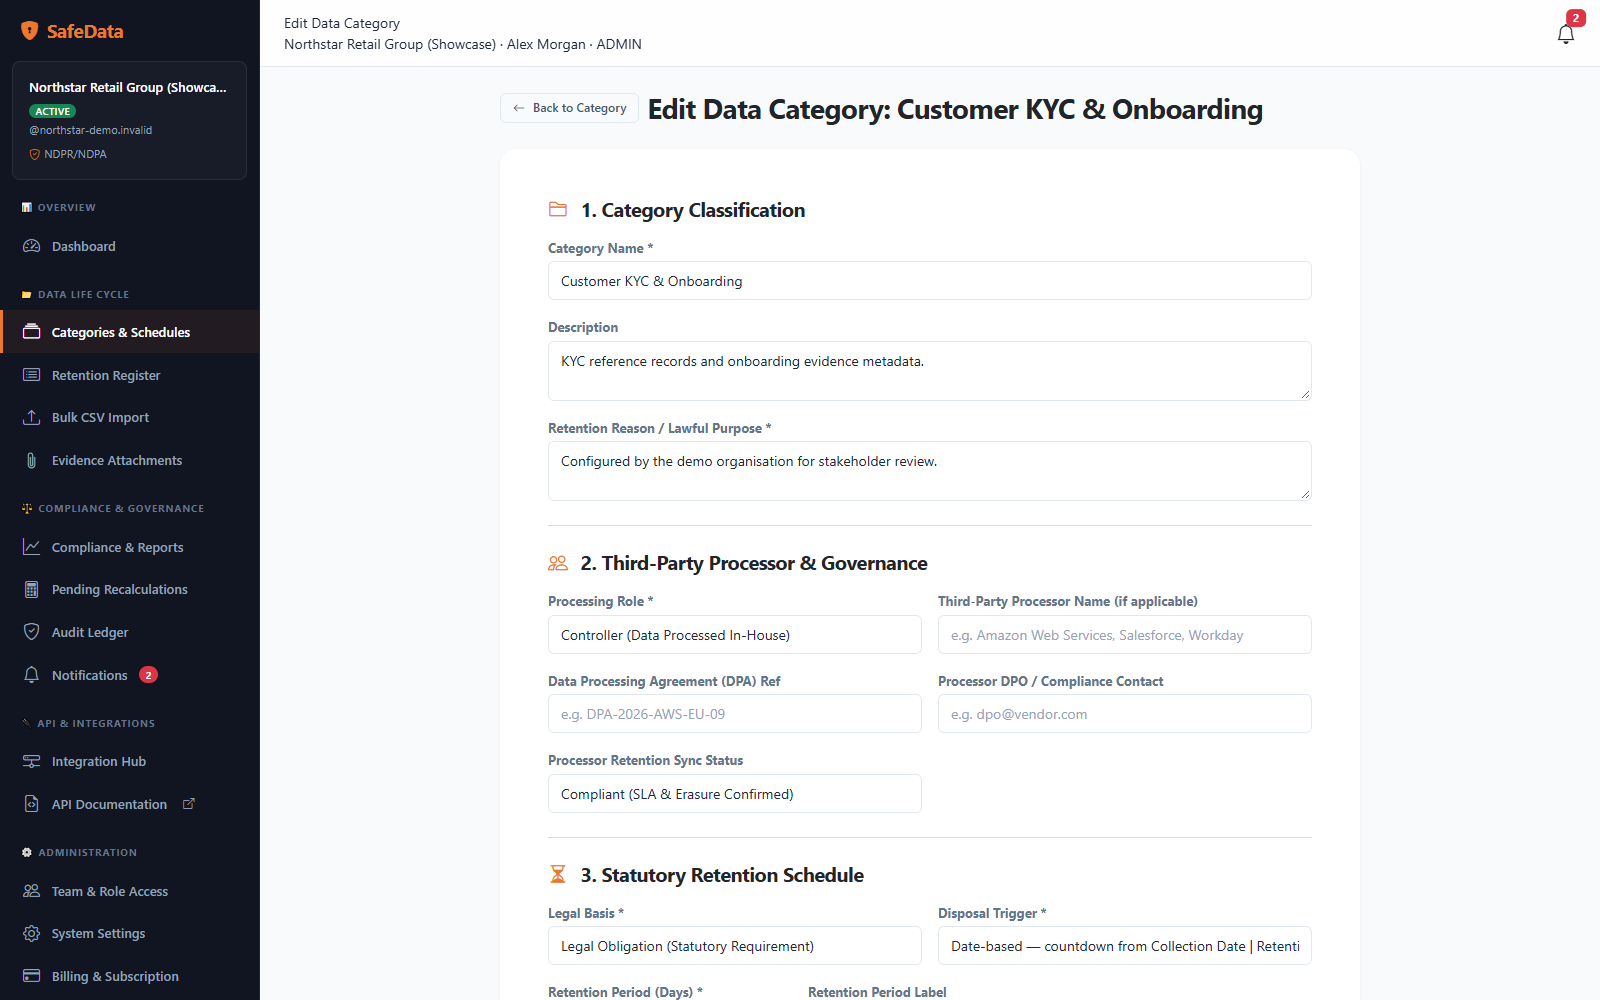 SafeData
Northstar Retail Group (Showca...
ACTIVE
@northstar-demo.invalid
NDPR/NDPA
OVERVIEW
Dashboard
DATA LIFE CYCLE
Categories & Schedules
Retention Register
Bulk CSV Import
Evidence Attachments
COMPLIANCE & GOVERNANCE
Compliance & Reports
Pending Recalculations
Audit Ledger
Notifications 2
API & INTEGRATIONS
Integration Hub
API Documentation
ADMINISTRATION
Team & Role Access
System Settings
Billing & Subscription
Edit Data Category
Northstar Retail Group (Showcase) · Alex Morgan · ADMIN
2
← Back to Category
Edit Data Category: Customer KYC & Onboarding
1. Category Classification
Category Name *
Customer KYC & Onboarding
Description
KYC reference records and onboarding evidence metadata.
Retention Reason / Lawful Purpose *
Configured by the demo organisation for stakeholder review.
2. Third-Party Processor & Governance
Processing Role *
Controller (Data Processed In-House)
Third-Party Processor Name (if applicable)
e.g. Amazon Web Services, Salesforce, Workday
Data Processing Agreement (DPA) Ref
e.g. DPA-2026-AWS-EU-09
Processor DPO / Compliance Contact
e.g. dpo@vendor.com
Processor Retention Sync Status
Compliant (SLA & Erasure Confirmed)
3. Statutory Retention Schedule
Legal Basis *
Legal Obligation (Statutory Requirement)
Disposal Trigger *
Date-based — countdown from Collection Date | Retenti
Retention Period (Days) *
Retention Period Label